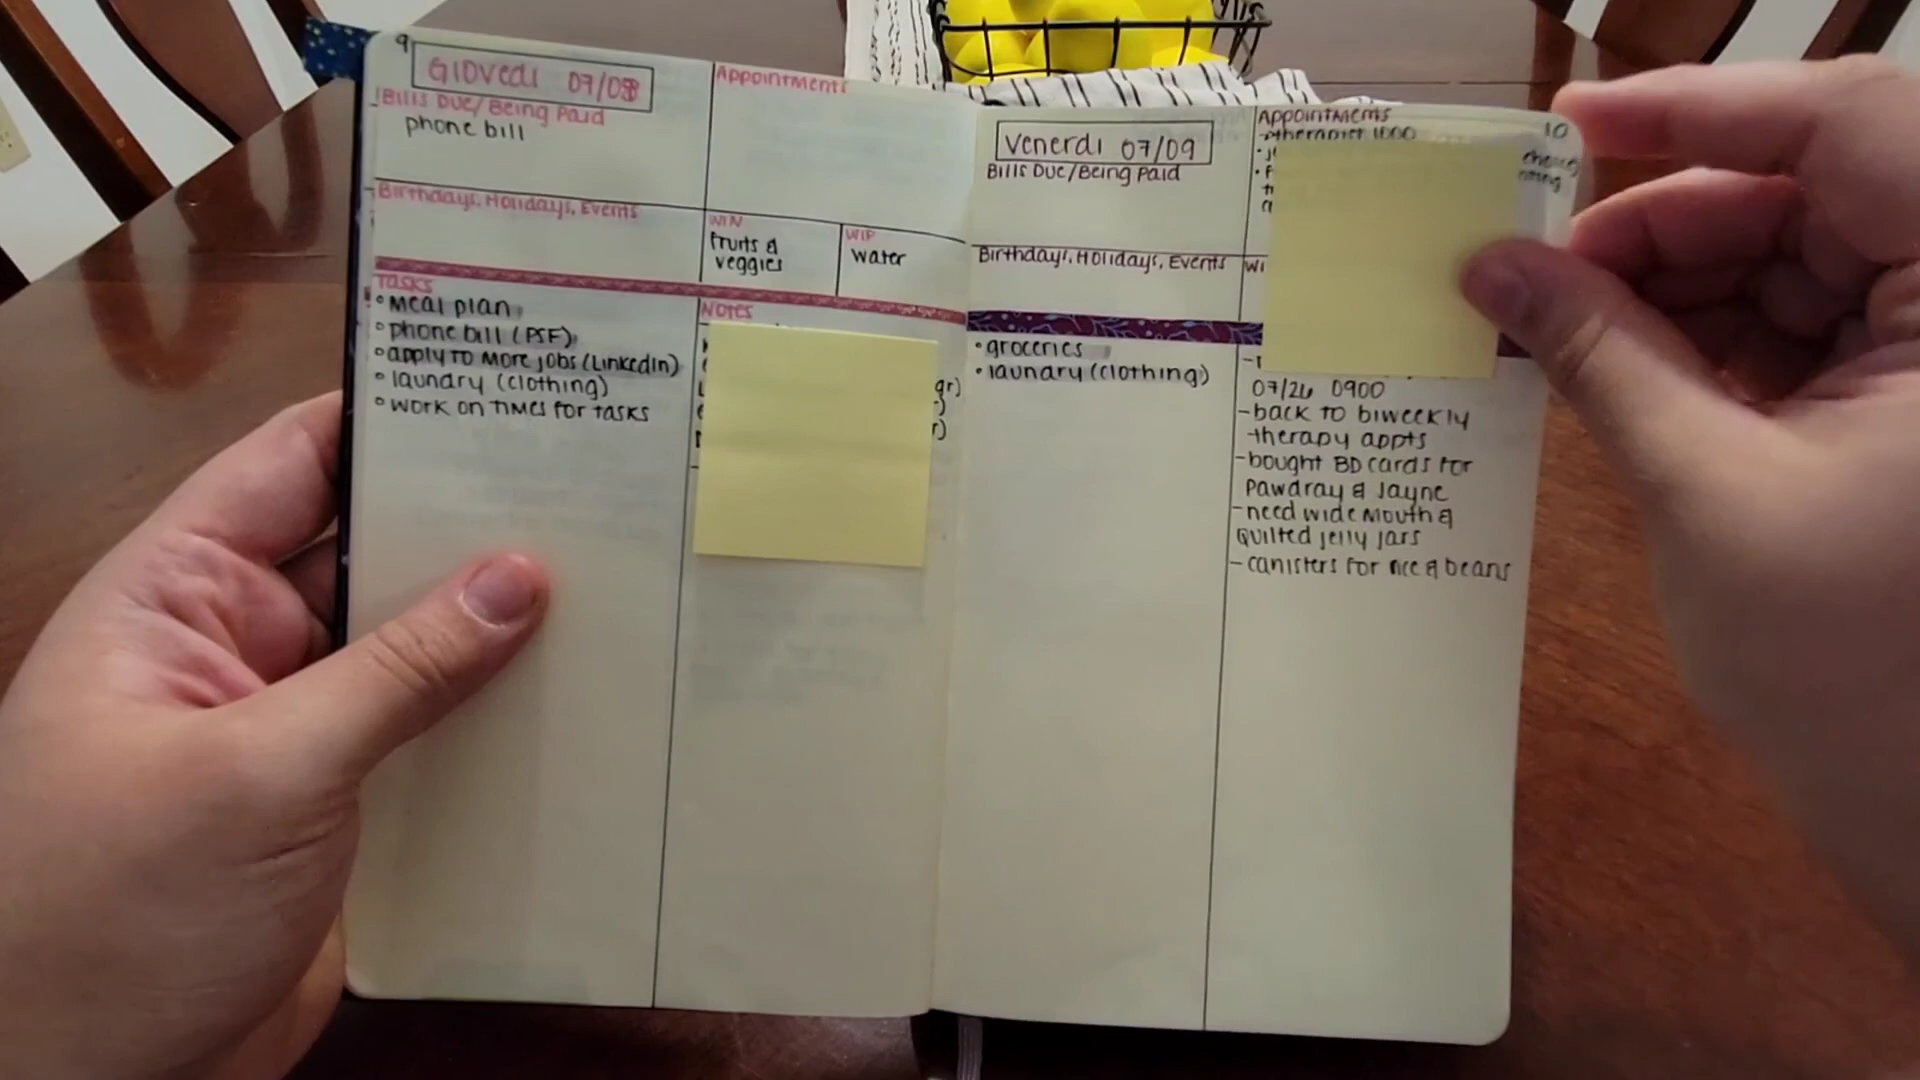 9
Giovedi 07/08
Bills Due/Being Paid
phone bill
Appointments
Birthdays, Holidays, Events
WIN
fruits &
veggies
WIP
water
Tasks
meal plan
phone bill (PSF)
apply to more jobs (LinkedIn)
laundry (clothing)
work on times for tasks
Notes
gr)
10
Venerdi 07/09
Bills Due/Being Paid
Appointments
therapist 1000
Birthdays, Holidays, Events
groceries
laundry (clothing)
07/26 0900
- back to biweekly
therapy appts
- bought BD cards for
Pawdray & Jayne
- need wide mouth &
quilted jelly jars
- canisters for rice & beans